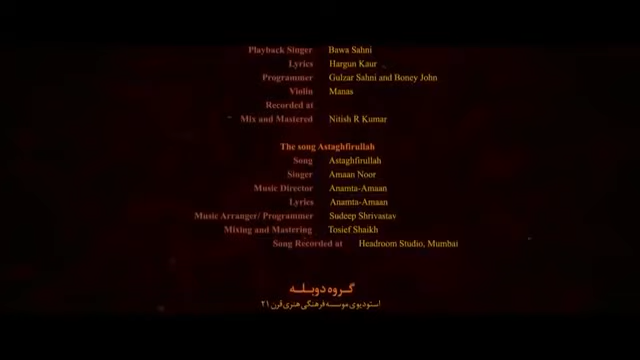 Playback Singer Bawa Sahni
Lyrics Hargun Kaur
Programmer Gulzar Sahni and Boney John
Violin Manas
Recorded at
Mix and Mastered Nitish R Kumar
The song Astaghfirullah
Song Astaghfirullah
Singer Amaan Noor
Music Director Anamta-Amaan
Lyrics Anamta-Amaan
Music Arranger/ Programmer Sudeep Shrivastav
Mixing and Mastering Tosief Shaikh
Song Recorded at Headroom Studio, Mumbai
گروه دوبله
استودیوی موسسه فرهنگی هنری قرن ۲۱